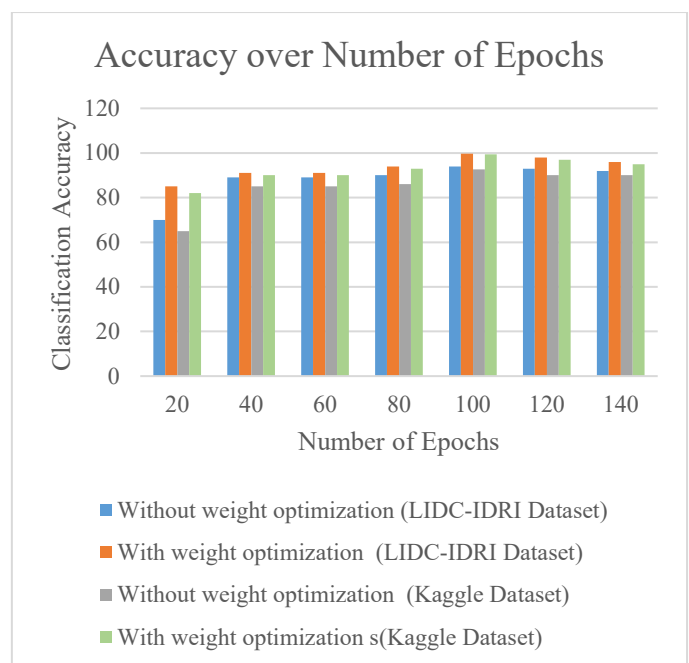 Accuracy over Number of Epochs
120
100
80
60
40
20
0
Classification Accuracy
20 40 60 80 100 120 140
Number of Epochs
Without weight optimization (LIDC-IDRI Dataset)
With weight optimization (LIDC-IDRI Dataset)
Without weight optimization (Kaggle Dataset)
With weight optimization s(Kaggle Dataset)